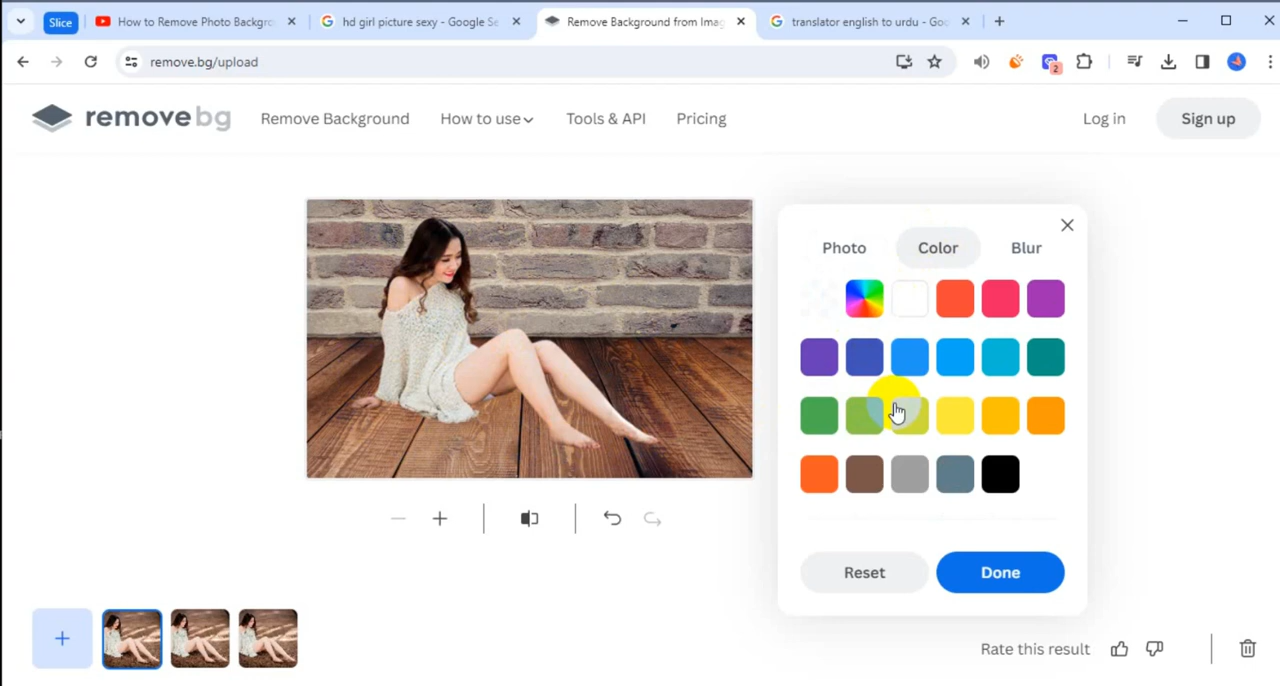 Slice
How to Remove Photo Backgro
hd girl picture sexy - Google Se
Remove Background from Imag
translator english to urdu - Goo
remove.bg/upload
2
removebg
Remove Background
How to use
Tools & API
Pricing
Log in
Sign up
Photo
Color
Blur
Reset
Done
Rate this result